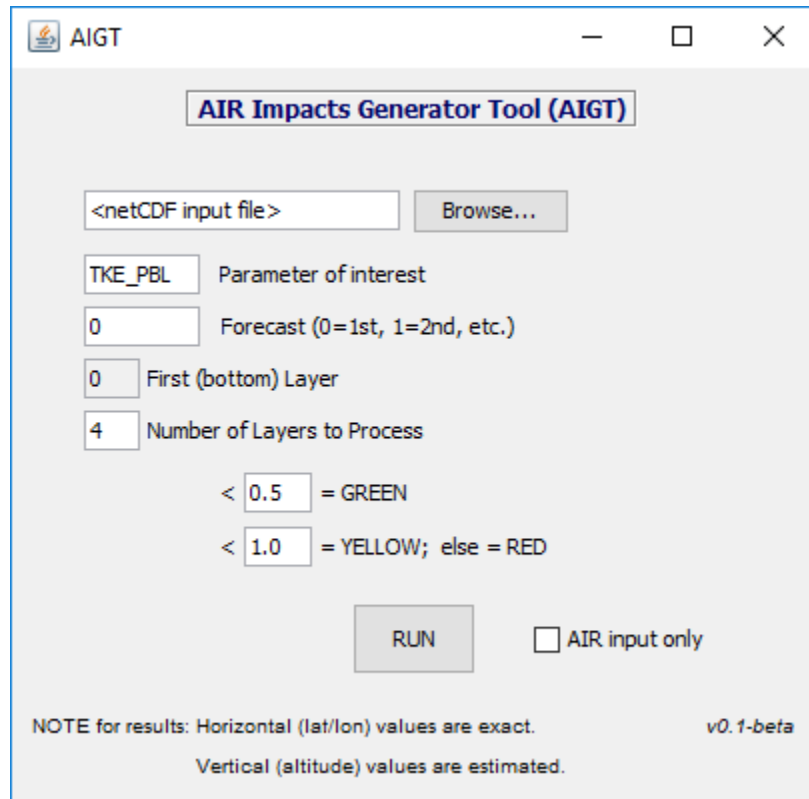 AIGT
AIR Impacts Generator Tool (AIGT)
<netCDF input file> Browse...
TKE_PBL Parameter of interest
0 Forecast (0=1st, 1=2nd, etc.)
0 First (bottom) Layer
4 Number of Layers to Process
< 0.5 = GREEN
< 1.0 = YELLOW; else = RED
RUN AIR input only
NOTE for results: Horizontal (lat/lon) values are exact. v0.1-beta
Vertical (altitude) values are estimated.